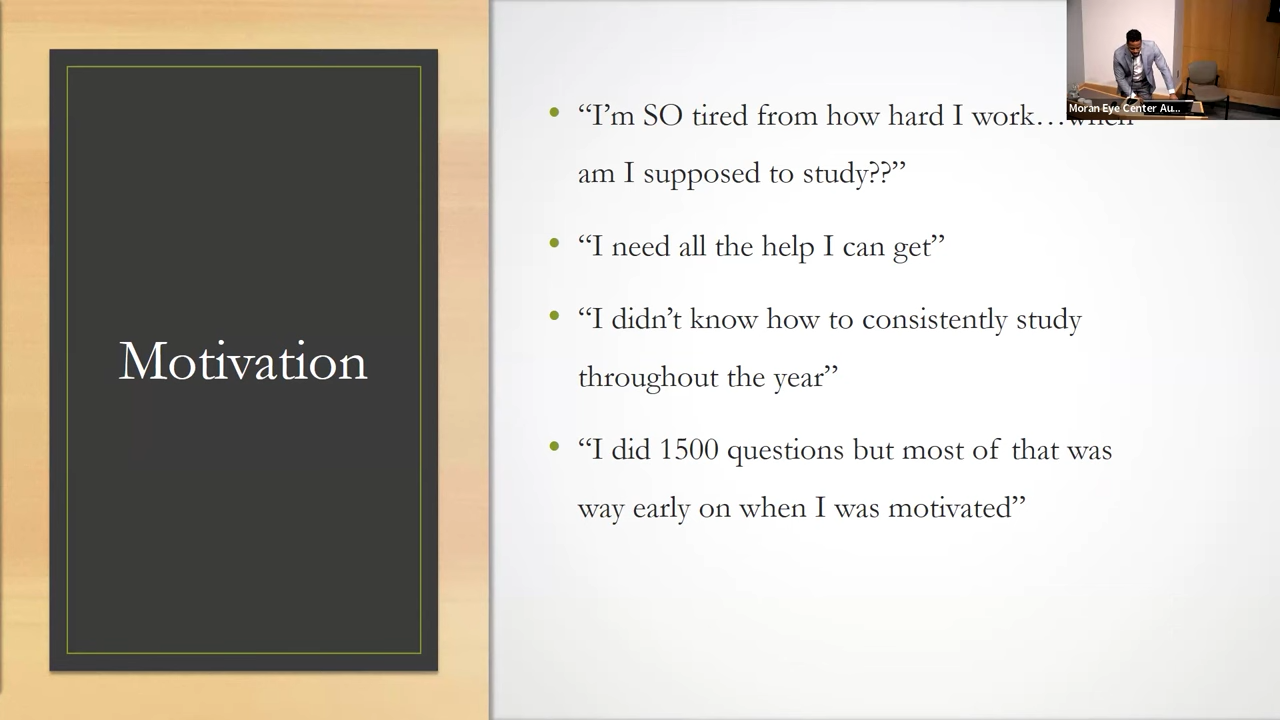 Motivation
“I’m SO tired from how hard I work…when
am I supposed to study??”
“I need all the help I can get”
“I didn’t know how to consistently study
throughout the year”
“I did 1500 questions but most of that was
way early on when I was motivated”
Moran Eye Center Au...